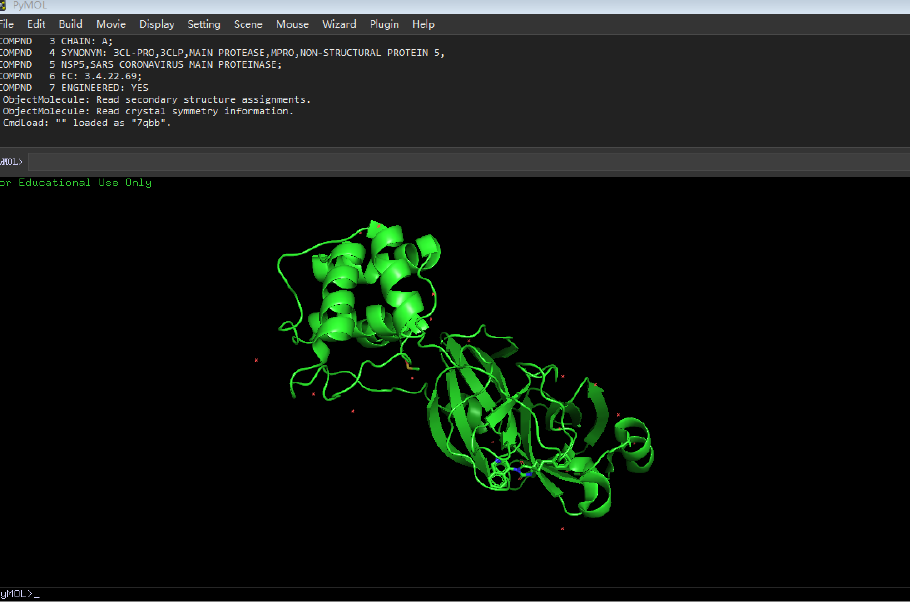 PyMOL
File Edit Build Movie Display Setting Scene Mouse Wizard Plugin Help
COMPND   3 CHAIN: A;
COMPND   4 SYNONYM: 3CL-PRO,3CLP,MAIN PROTEASE,MPRO,NON-STRUCTURAL PROTEIN 5,
COMPND   5 NSP5,SARS CORONAVIRUS MAIN PROTEINASE;
COMPND   6 EC: 3.4.22.69;
COMPND   7 ENGINEERED: YES
ObjectMolecule: Read secondary structure assignments.
ObjectMolecule: Read crystal symmetry information.
CmdLoad: "" loaded as "7qbb".
yMOL>
or Educational Use Only
yMOL>_